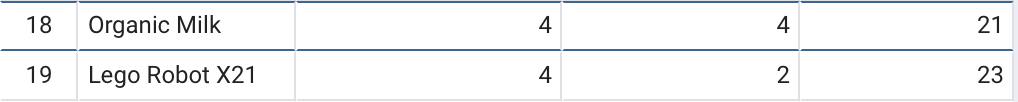 18 Organic Milk 4 4 21
19 Lego Robot X21 4 2 23